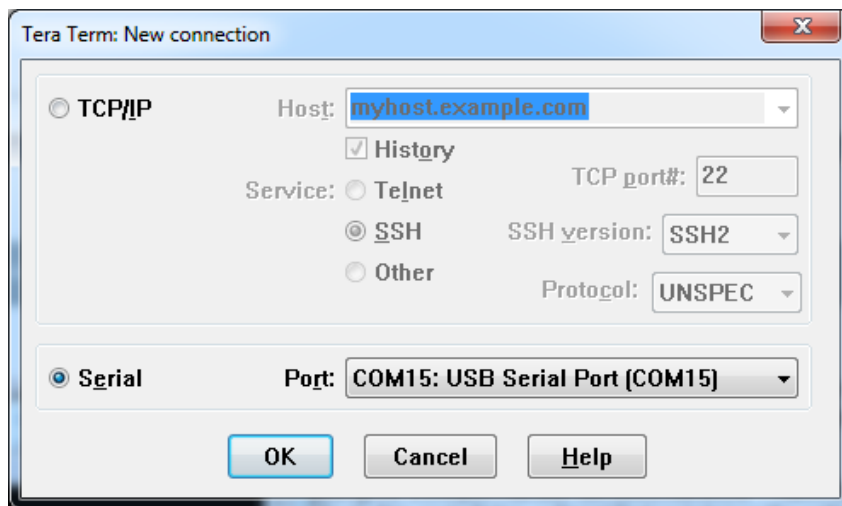 Tera Term: New connection
TCP/IP Host: myhost.example.com
History
Service: Telnet TCP port#: 22
SSH SSH version: SSH2
Other Protocol: UNSPEC
Serial Port: COM15: USB Serial Port (COM15)
OK Cancel Help